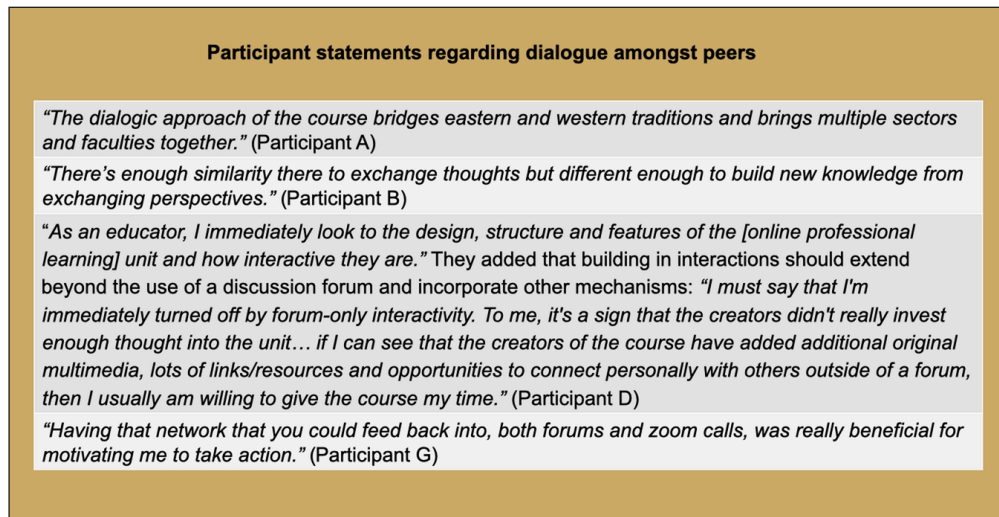 Participant statements regarding dialogue amongst peers
“The dialogic approach of the course bridges eastern and western traditions and brings multiple sectors
and faculties together.” (Participant A)
“There’s enough similarity there to exchange thoughts but different enough to build new knowledge from
exchanging perspectives.” (Participant B)
“As an educator, I immediately look to the design, structure and features of the [online professional
learning] unit and how interactive they are.” They added that building in interactions should extend
beyond the use of a discussion forum and incorporate other mechanisms: “I must say that I'm
immediately turned off by forum-only interactivity. To me, it's a sign that the creators didn't really invest
enough thought into the unit… if I can see that the creators of the course have added additional original
multimedia, lots of links/resources and opportunities to connect personally with others outside of a forum,
then I usually am willing to give the course my time.” (Participant D)
“Having that network that you could feed back into, both forums and zoom calls, was really beneficial for
motivating me to take action.” (Participant G)